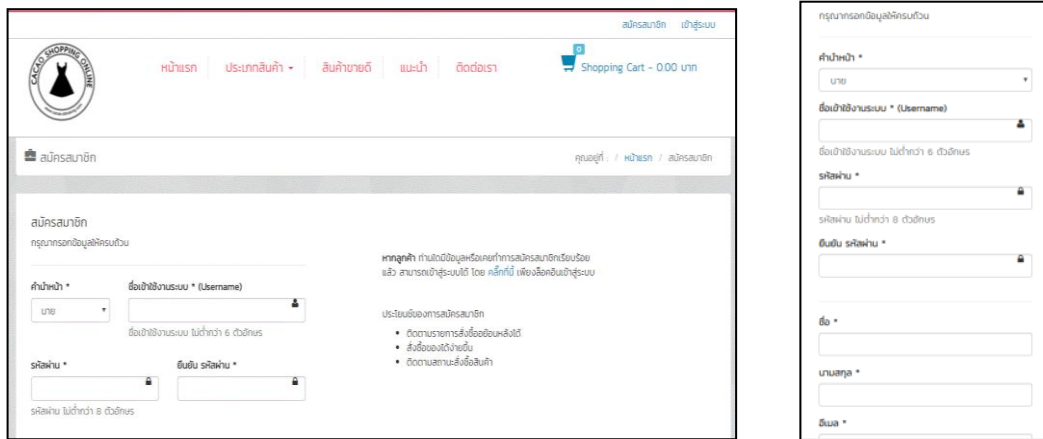 สมัครสมาชิก เข้าสู่ระบบ
CACAO SHOPPING ONLINE
หน้าแรก ประเภทสินค้า สินค้าขายดี แนะนำ ติดต่อเรา
0
Shopping Cart - 0.00 บาท
สมัครสมาชิก
คุณอยู่ที่ : / หน้าแรก / สมัครสมาชิก
สมัครสมาชิก
กรุณากรอกข้อมูลให้ครบถ้วน
คำนำหน้า * ชื่อเข้าใช้งานระบบ * (Username)
นาย
ชื่อเข้าใช้งานระบบ ไม่ต่ำกว่า 6 ตัวอักษร
รหัสผ่าน * ยืนยัน รหัสผ่าน *
รหัสผ่าน ไม่ต่ำกว่า 8 ตัวอักษร
หากลูกค้า ท่านใดมีข้อมูลหรือเคยทำการสมัครสมาชิกเรียบร้อย
แล้ว สามารถเข้าสู่ระบบได้ โดย คลิ๊กที่นี่ เพียงล็อคอินเข้าสู่ระบบ
ประโยชน์ของการสมัครสมาชิก
• ติดตามรายการสั่งซื้อย้อนหลังได้
• สั่งซื้อของได้ง่ายขึ้น
• ติดตามสถานะสั่งซื้อสินค้า
กรุณากรอกข้อมูลให้ครบถ้วน
คำนำหน้า *
นาย
ชื่อเข้าใช้งานระบบ * (Username)
ชื่อเข้าใช้งานระบบ ไม่ต่ำกว่า 6 ตัวอักษร
รหัสผ่าน *
รหัสผ่าน ไม่ต่ำกว่า 8 ตัวอักษร
ยืนยัน รหัสผ่าน *
ชื่อ *
นามสกุล *
อีเมล *